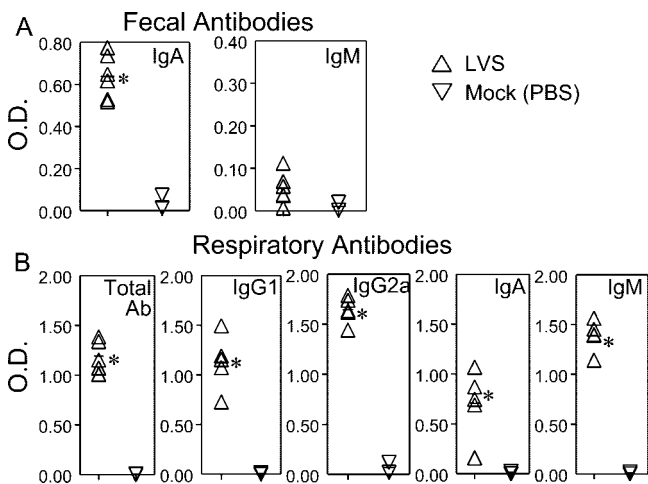 A Fecal Antibodies
IgA
IgM
O.D.
0.80
0.60
0.40
0.20
0.00
*
0.40
0.30
0.20
0.10
0.00
LVS
Mock (PBS)
B Respiratory Antibodies
O.D.
2.00
1.50
1.00
0.50
0.00
Total
Ab
*
2.00
1.50
1.00
0.50
0.00
IgG1
*
2.00
1.50
1.00
0.50
0.00
IgG2a
*
2.00
1.50
1.00
0.50
0.00
IgA
*
2.00
1.50
1.00
0.50
0.00
IgM
*